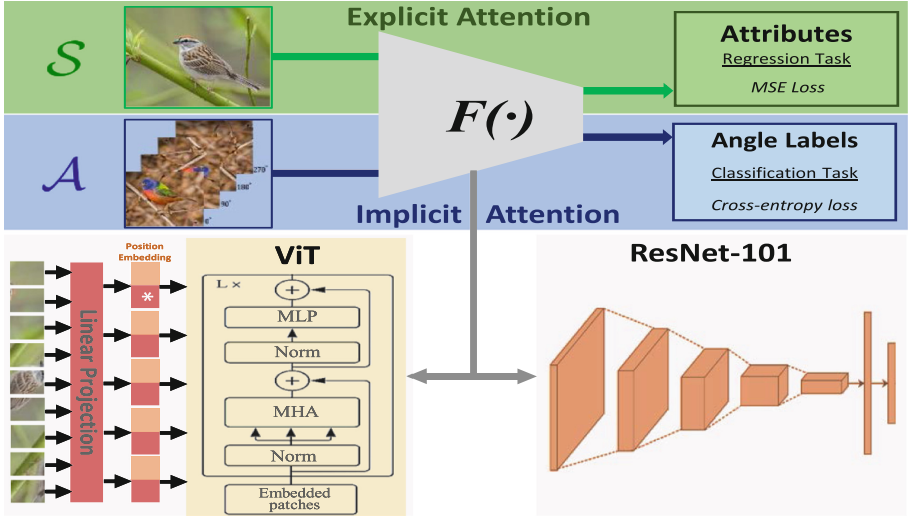 Explicit Attention
S
F(·)
Attributes
Regression Task
MSE Loss
A
0°
90°
180°
270°
Angle Labels
Classification Task
Cross-entropy loss
Implicit Attention
Position
Embedding
*
Linear Projection
ViT
L ×
+
MLP
Norm
+
MHA
Norm
Embedded
patches
ResNet-101